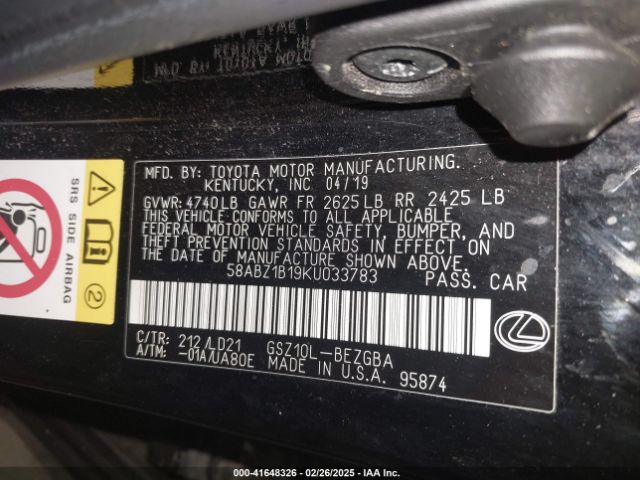 MFD. BY: TOYOTA MOTOR MANUFACTURING.
KENTUCKY, INC 04/19
GVWR: 4740LB GAWR FR 2625LB RR 2425 LB
THIS VEHICLE CONFORMS TO ALL APPLICABLE
FEDERAL MOTOR VEHICLE SAFETY, BUMPER, AND
THEFT PREVENTION STANDARDS IN EFFECT ON
THE DATE OF MANUFACTURE SHOWN ABOVE.
58ABZ1B19KU033783 PASS. CAR
C/TR: 212/LD21 GSZ10L-BEZGBA
A/TM: -01A/UA80E MADE IN U.S.A. 95874
SRS SIDE AIRBAG
2
000-41648326 / 02/26/2025 / IAA Inc.